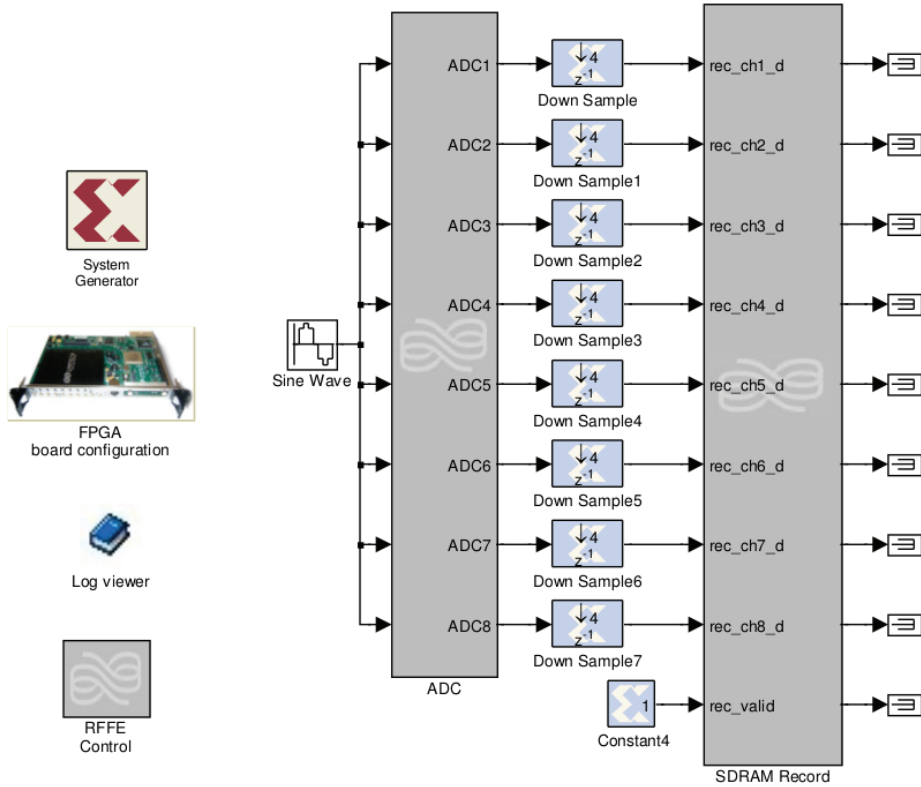 ADC1
4
z-1
Down Sample
rec_ch1_d
ADC2
4
z-1
Down Sample1
rec_ch2_d
ADC3
4
z-1
Down Sample2
rec_ch3_d
ADC4
4
z-1
Down Sample3
rec_ch4_d
ADC5
4
z-1
Down Sample4
rec_ch5_d
ADC6
4
z-1
Down Sample5
rec_ch6_d
ADC7
4
z-1
Down Sample6
rec_ch7_d
ADC8
4
z-1
Down Sample7
rec_ch8_d
System
Generator
Sine Wave
FPGA
board configuration
Log viewer
RFFE
Control
ADC
1
Constant4
rec_valid
SDRAM Record